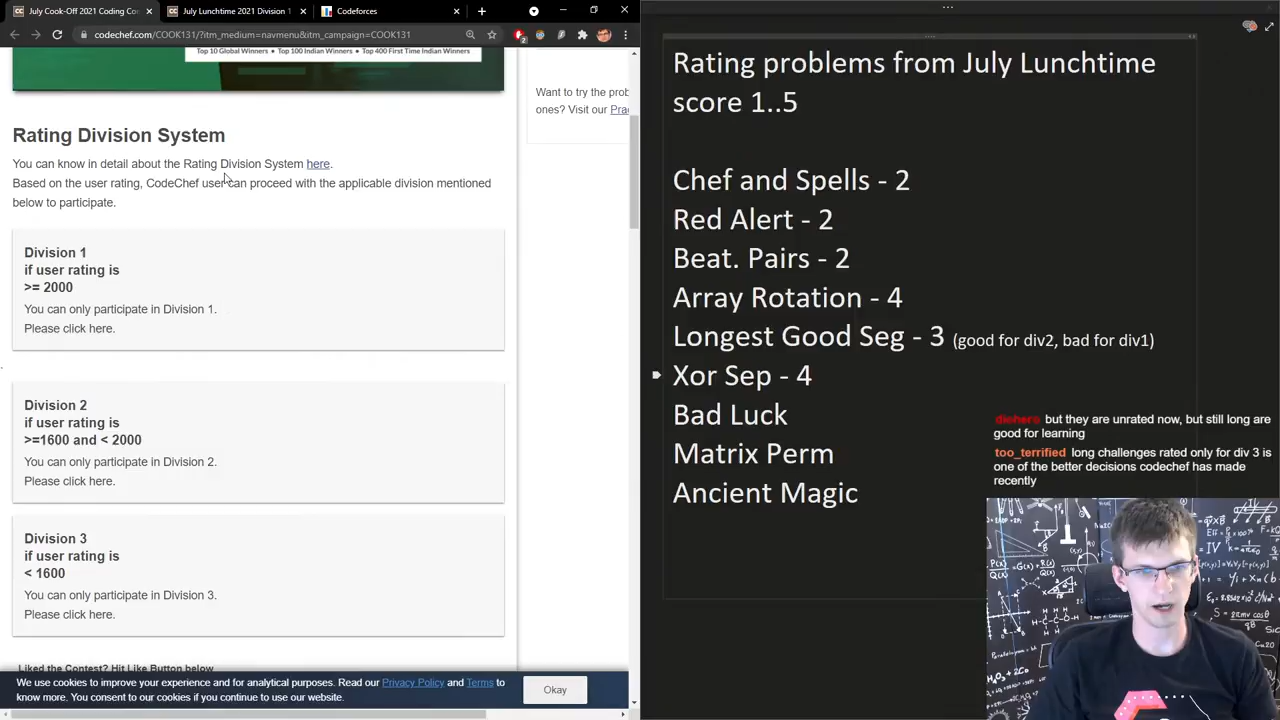 July Cook-Off 2021 Coding Co
July Lunchtime 2021 Division 1
Codeforces
codechef.com/COOK131/?itm_medium=navmenu&itm_campaign=COOK131
Top 10 Global Winners • Top 100 Indian Winners • Top 400 First Time Indian Winners
Want to try the prob
ones? Visit our Prac
Rating Division System
You can know in detail about the Rating Division System here.
Based on the user rating, CodeChef user can proceed with the applicable division mentioned
below to participate.
Division 1
if user rating is
>= 2000
You can only participate in Division 1.
Please click here.
Division 2
if user rating is
>=1600 and < 2000
You can only participate in Division 2.
Please click here.
Division 3
if user rating is
< 1600
You can only participate in Division 3.
Please click here.
Liked the Contest? Hit Like Button below
We use cookies to improve your experience and for analytical purposes. Read our Privacy Policy and Terms to
know more. You consent to our cookies if you continue to use our website.
Okay
Rating problems from July Lunchtime
score 1..5
Chef and Spells - 2
Red Alert - 2
Beat. Pairs - 2
Array Rotation - 4
Longest Good Seg - 3 (good for div2, bad for div1)
Xor Sep - 4
Bad Luck
Matrix Perm
Ancient Magic
but they are unrated now, but still long are
good for learning
too_terrified long challenges rated only for div 3 is
one of the better decisions codechef has made
recently